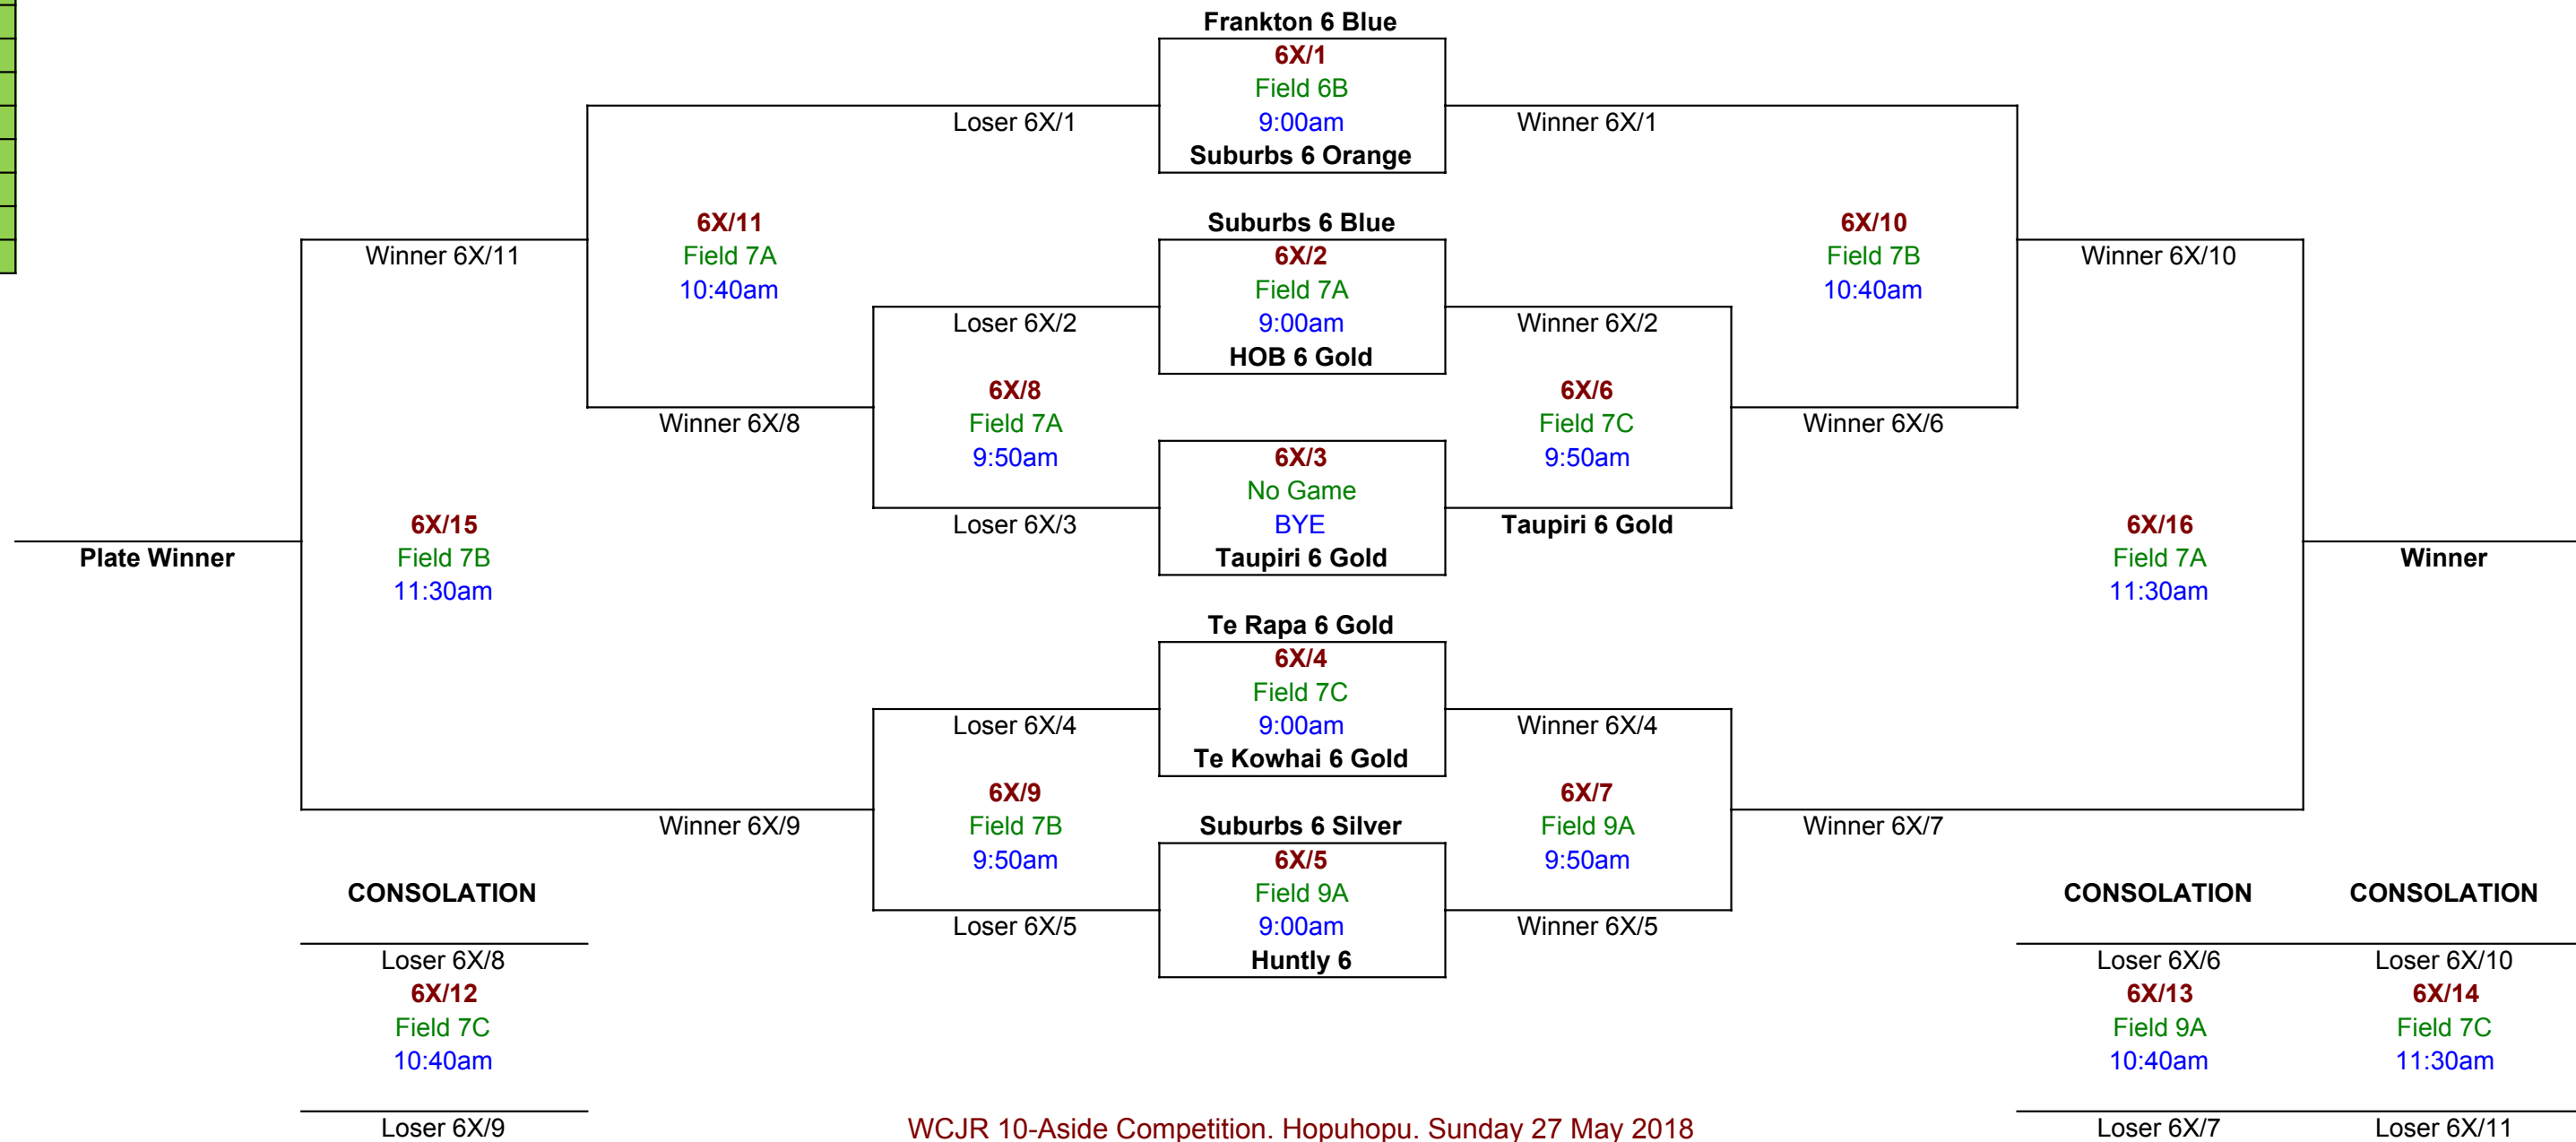 Frankton 6 Blue
6X/1
Field 6B
9:00am
Suburbs 6 Orange
Loser 6X/1
Winner 6X/1
Suburbs 6 Blue
6X/2
Field 7A
9:00am
HOB 6 Gold
6X/11
Field 7A
10:40am
6X/10
Field 7B
10:40am
Winner 6X/11
Winner 6X/10
Loser 6X/2
Winner 6X/2
6X/8
Field 7A
9:50am
6X/6
Field 7C
9:50am
Winner 6X/8
Winner 6X/6
6X/3
No Game
BYE
Taupiri 6 Gold
Loser 6X/3
Taupiri 6 Gold
6X/15
Field 7B
11:30am
Plate Winner
6X/16
Field 7A
11:30am
Winner
Te Rapa 6 Gold
6X/4
Field 7C
9:00am
Te Kowhai 6 Gold
Loser 6X/4
Winner 6X/4
6X/9
Field 7B
9:50am
6X/7
Field 9A
9:50am
Winner 6X/9
Winner 6X/7
Suburbs 6 Silver
6X/5
Field 9A
9:00am
Huntly 6
Loser 6X/5
Winner 6X/5
CONSOLATION
Loser 6X/8
6X/12
Field 7C
10:40am
Loser 6X/9
CONSOLATION
Loser 6X/6
6X/13
Field 9A
10:40am
Loser 6X/7
CONSOLATION
Loser 6X/10
6X/14
Field 7C
11:30am
Loser 6X/11
WCJR 10-Aside Competition. Hopuhopu. Sunday 27 May 2018